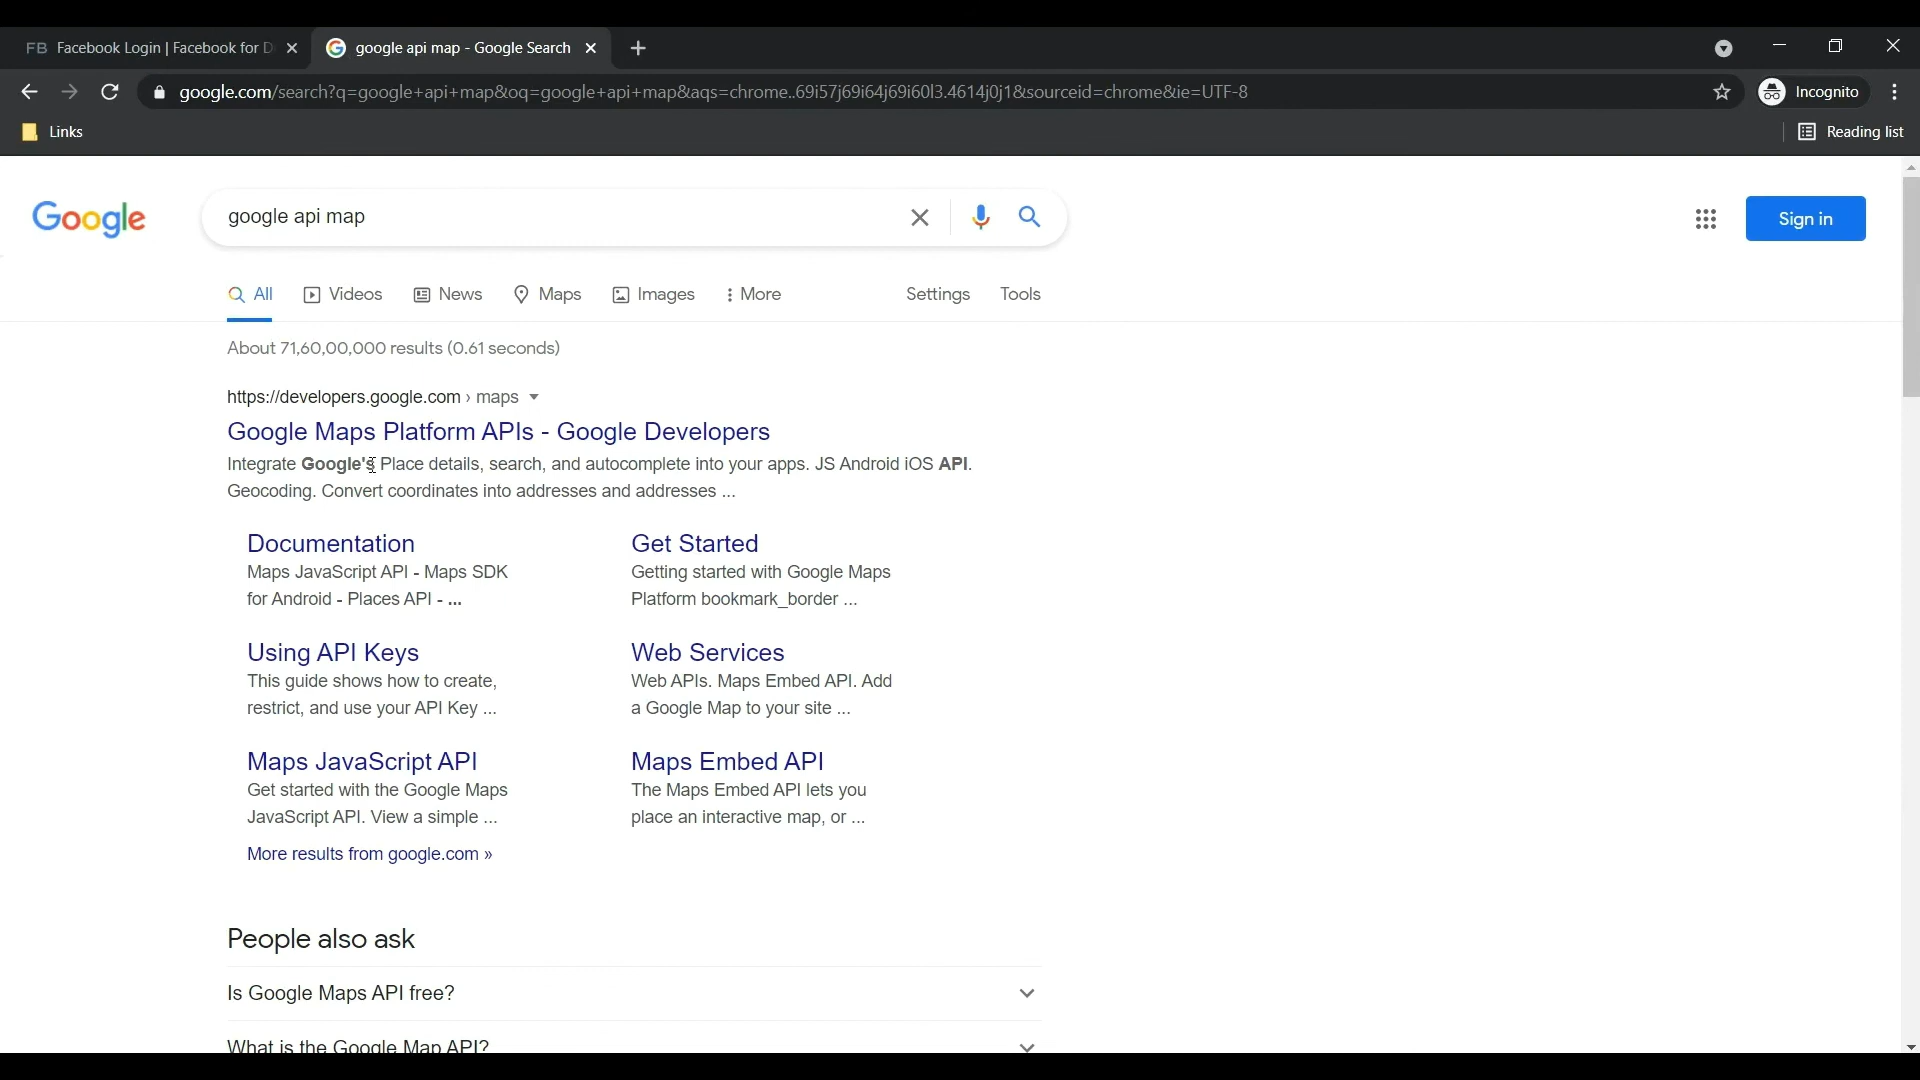 FB Facebook Login | Facebook for D
google api map - Google Search
google.com/search?q=google+api+map&oq=google+api+map&aqs=chrome..69i57j69i64j69i60l3.4614j0j1&sourceid=chrome&ie=UTF-8
Incognito
Links
Reading list
Google
google api map
Sign in
All
Videos
News
Maps
Images
More
Settings
Tools
About 71,60,00,000 results (0.61 seconds)
https://developers.google.com › maps
Google Maps Platform APIs - Google Developers
Integrate Google's Place details, search, and autocomplete into your apps. JS Android iOS API.
Geocoding. Convert coordinates into addresses and addresses ...
Documentation
Maps JavaScript API - Maps SDK
for Android - Places API - ...
Get Started
Getting started with Google Maps
Platform bookmark_border ...
Using API Keys
This guide shows how to create,
restrict, and use your API Key ...
Web Services
Web APIs. Maps Embed API. Add
a Google Map to your site ...
Maps JavaScript API
Get started with the Google Maps
JavaScript API. View a simple ...
Maps Embed API
The Maps Embed API lets you
place an interactive map, or ...
More results from google.com »
People also ask
Is Google Maps API free?
What is the Google Map API?